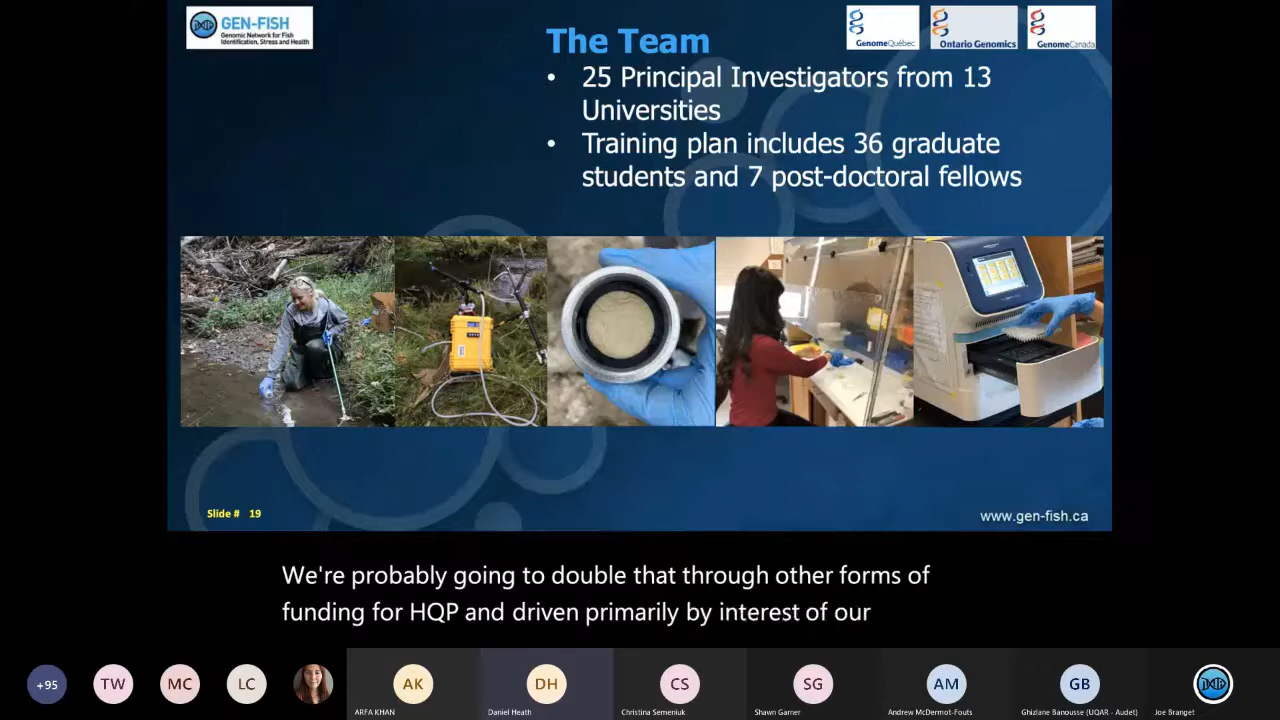 GEN-FISH
Genomic Network for Fish
Identification, Stress and Health
GenomeQuébec
Ontario Genomics
GenomeCanada
The Team
• 25 Principal Investigators from 13
Universities
• Training plan includes 36 graduate
students and 7 post-doctoral fellows
Slide # 19
www.gen-fish.ca
We're probably going to double that through other forms of
funding for HQP and driven primarily by interest of our
+95
TW
MC
LC
AK
DH
CS
SG
AM
GB
ARFA KHAN
Daniel Heath
Christina Semeniuk
Shawn Garner
Andrew McDermot-Fouts
Ghizlane Banousse (UQAR - Audet)
Joe Branget